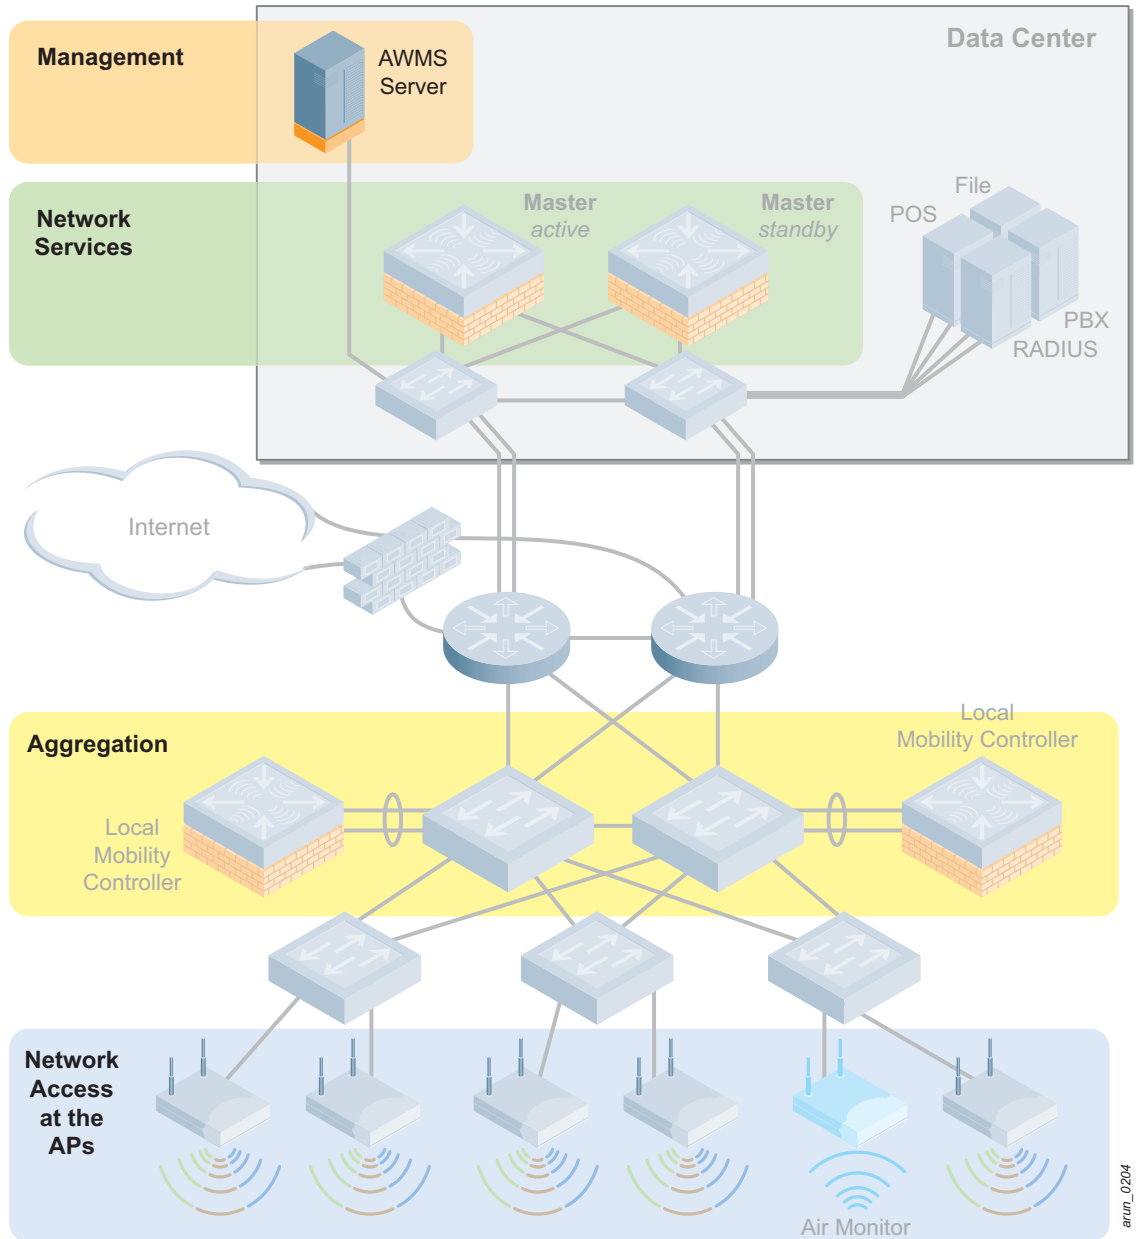 Data Center
Management
AWMS
Server
Network
Services
Master
active
Master
standby
File
POS
PBX
RADIUS
Internet
Aggregation
Local
Mobility Controller
Local
Mobility
Controller
Network
Access
at the
APs
Air Monitor
arun_0204